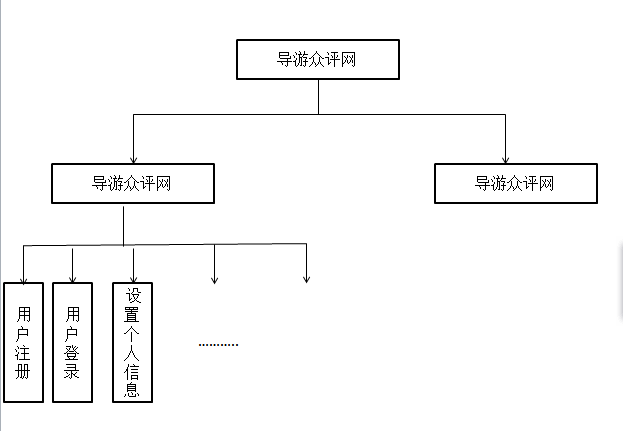 导游众评网
导游众评网
导游众评网
用户注册
用户登录
设置个人信息
...........